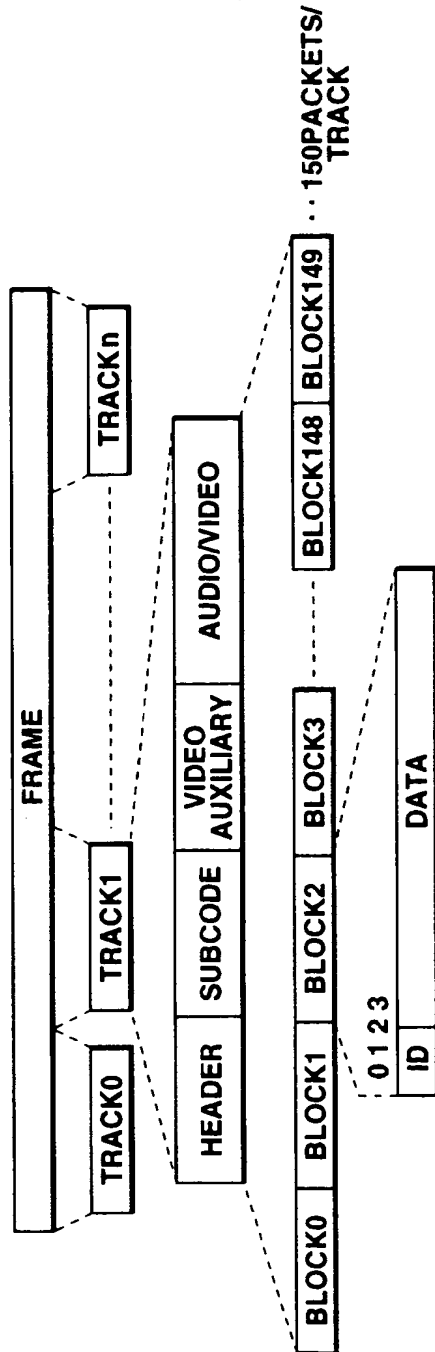 FRAME
TRACK0 TRACK1 TRACKn
HEADER SUBCODE VIDEO AUXILIARY AUDIO/VIDEO
BLOCK0 BLOCK1 BLOCK2 BLOCK3 BLOCK148 BLOCK149 ·· 150PACKETS/
TRACK
0 1 2 3
ID DATA